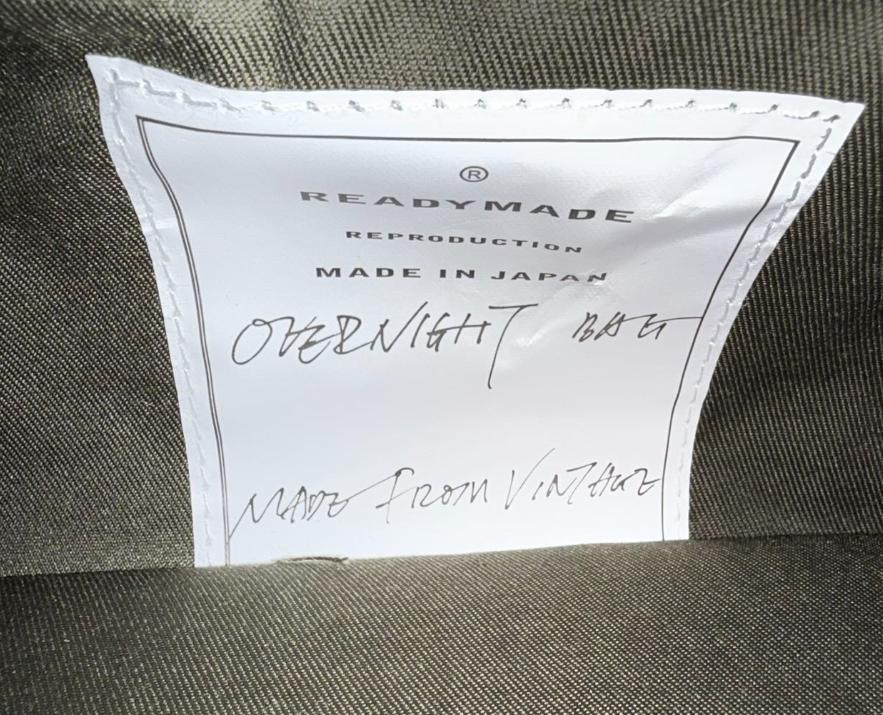 ®
READYMADE
REPRODUCTION
MADE IN JAPAN
OVERNIGHT BAG
MADE FROM VINTAGE